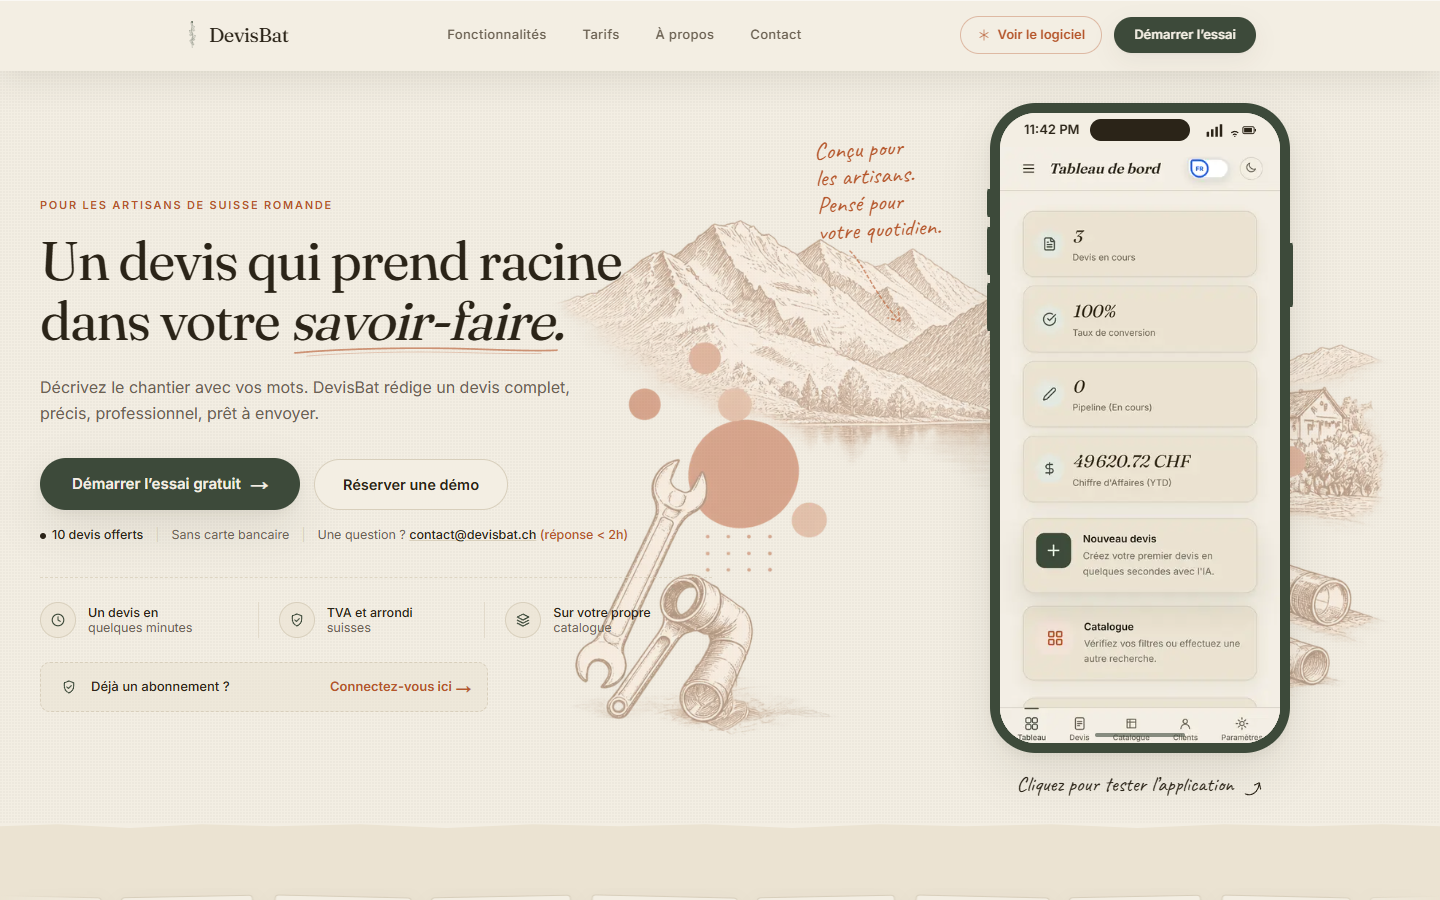 DevisBat
Fonctionnalités
Tarifs
À propos
Contact
Voir le logiciel
Démarrer l'essai
POUR LES ARTISANS DE SUISSE ROMANDE
Un devis qui prend racine
dans votre savoir-faire.
Décrivez le chantier avec vos mots. DevisBat rédige un devis complet,
précis, professionnel, prêt à envoyer.
Démarrer l'essai gratuit →
Réserver une démo
10 devis offerts
Sans carte bancaire
Une question ? contact@devisbat.ch (réponse < 2h)
Un devis en
quelques minutes
TVA et arrondi
suisses
Sur votre propre
catalogue
Déjà un abonnement ?
Connectez-vous ici →
Conçu pour
les artisans.
Pensé pour
votre quotidien.
11:42 PM
Tableau de bord
FR
3
Devis en cours
100%
Taux de conversion
0
Pipeline (En cours)
49 620.72 CHF
Chiffre d'Affaires (YTD)
Nouveau devis
Créez votre premier devis en
quelques secondes avec l'IA.
Catalogue
Vérifiez vos filtres ou effectuez une
autre recherche.
Tableau
Devis
Catalogue
Clients
Paramètres
Cliquez pour tester l'application